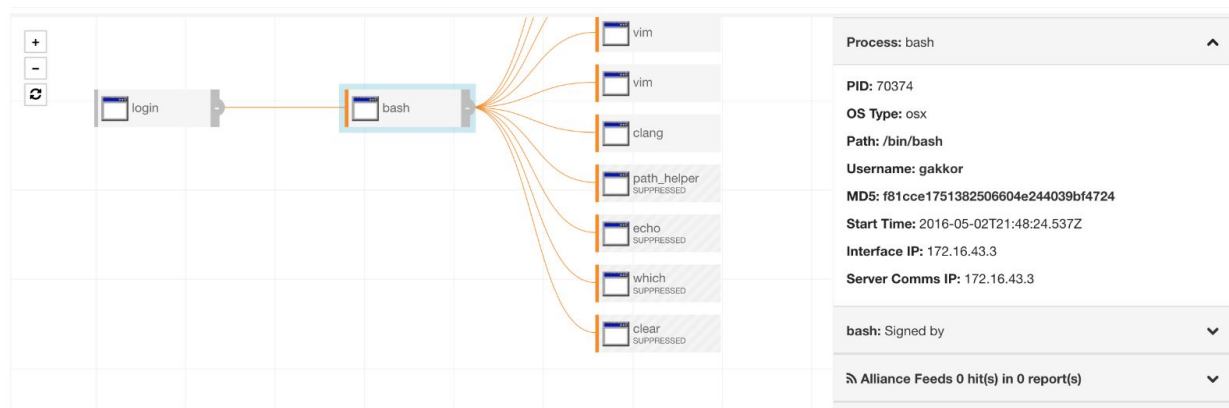 +
-
login
bash
vim
vim
clang
path_helper
SUPPRESSED
echo
SUPPRESSED
which
SUPPRESSED
clear
SUPPRESSED
Process: bash
PID: 70374
OS Type: osx
Path: /bin/bash
Username: gakkor
MD5: f81cce1751382506604e244039bf4724
Start Time: 2016-05-02T21:48:24.537Z
Interface IP: 172.16.43.3
Server Comms IP: 172.16.43.3
bash: Signed by
Alliance Feeds 0 hit(s) in 0 report(s)